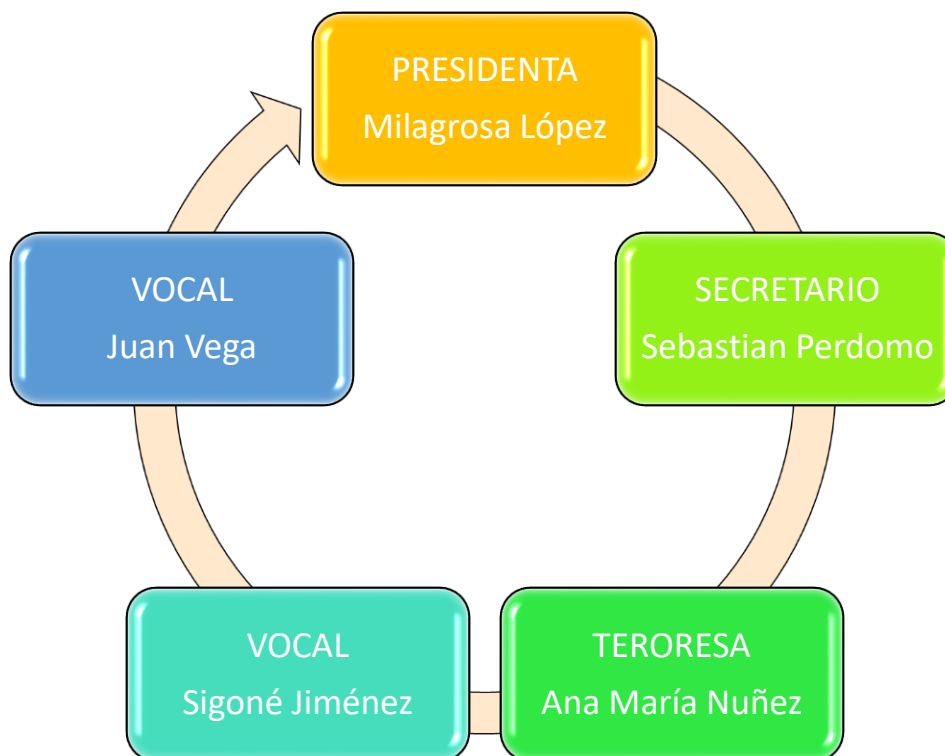 PRESIDENTA
Milagrosa López
SECRETARIO
Sebastian Perdomo
TERORESA
Ana María Nuñez
VOCAL
Sigoné Jiménez
VOCAL
Juan Vega